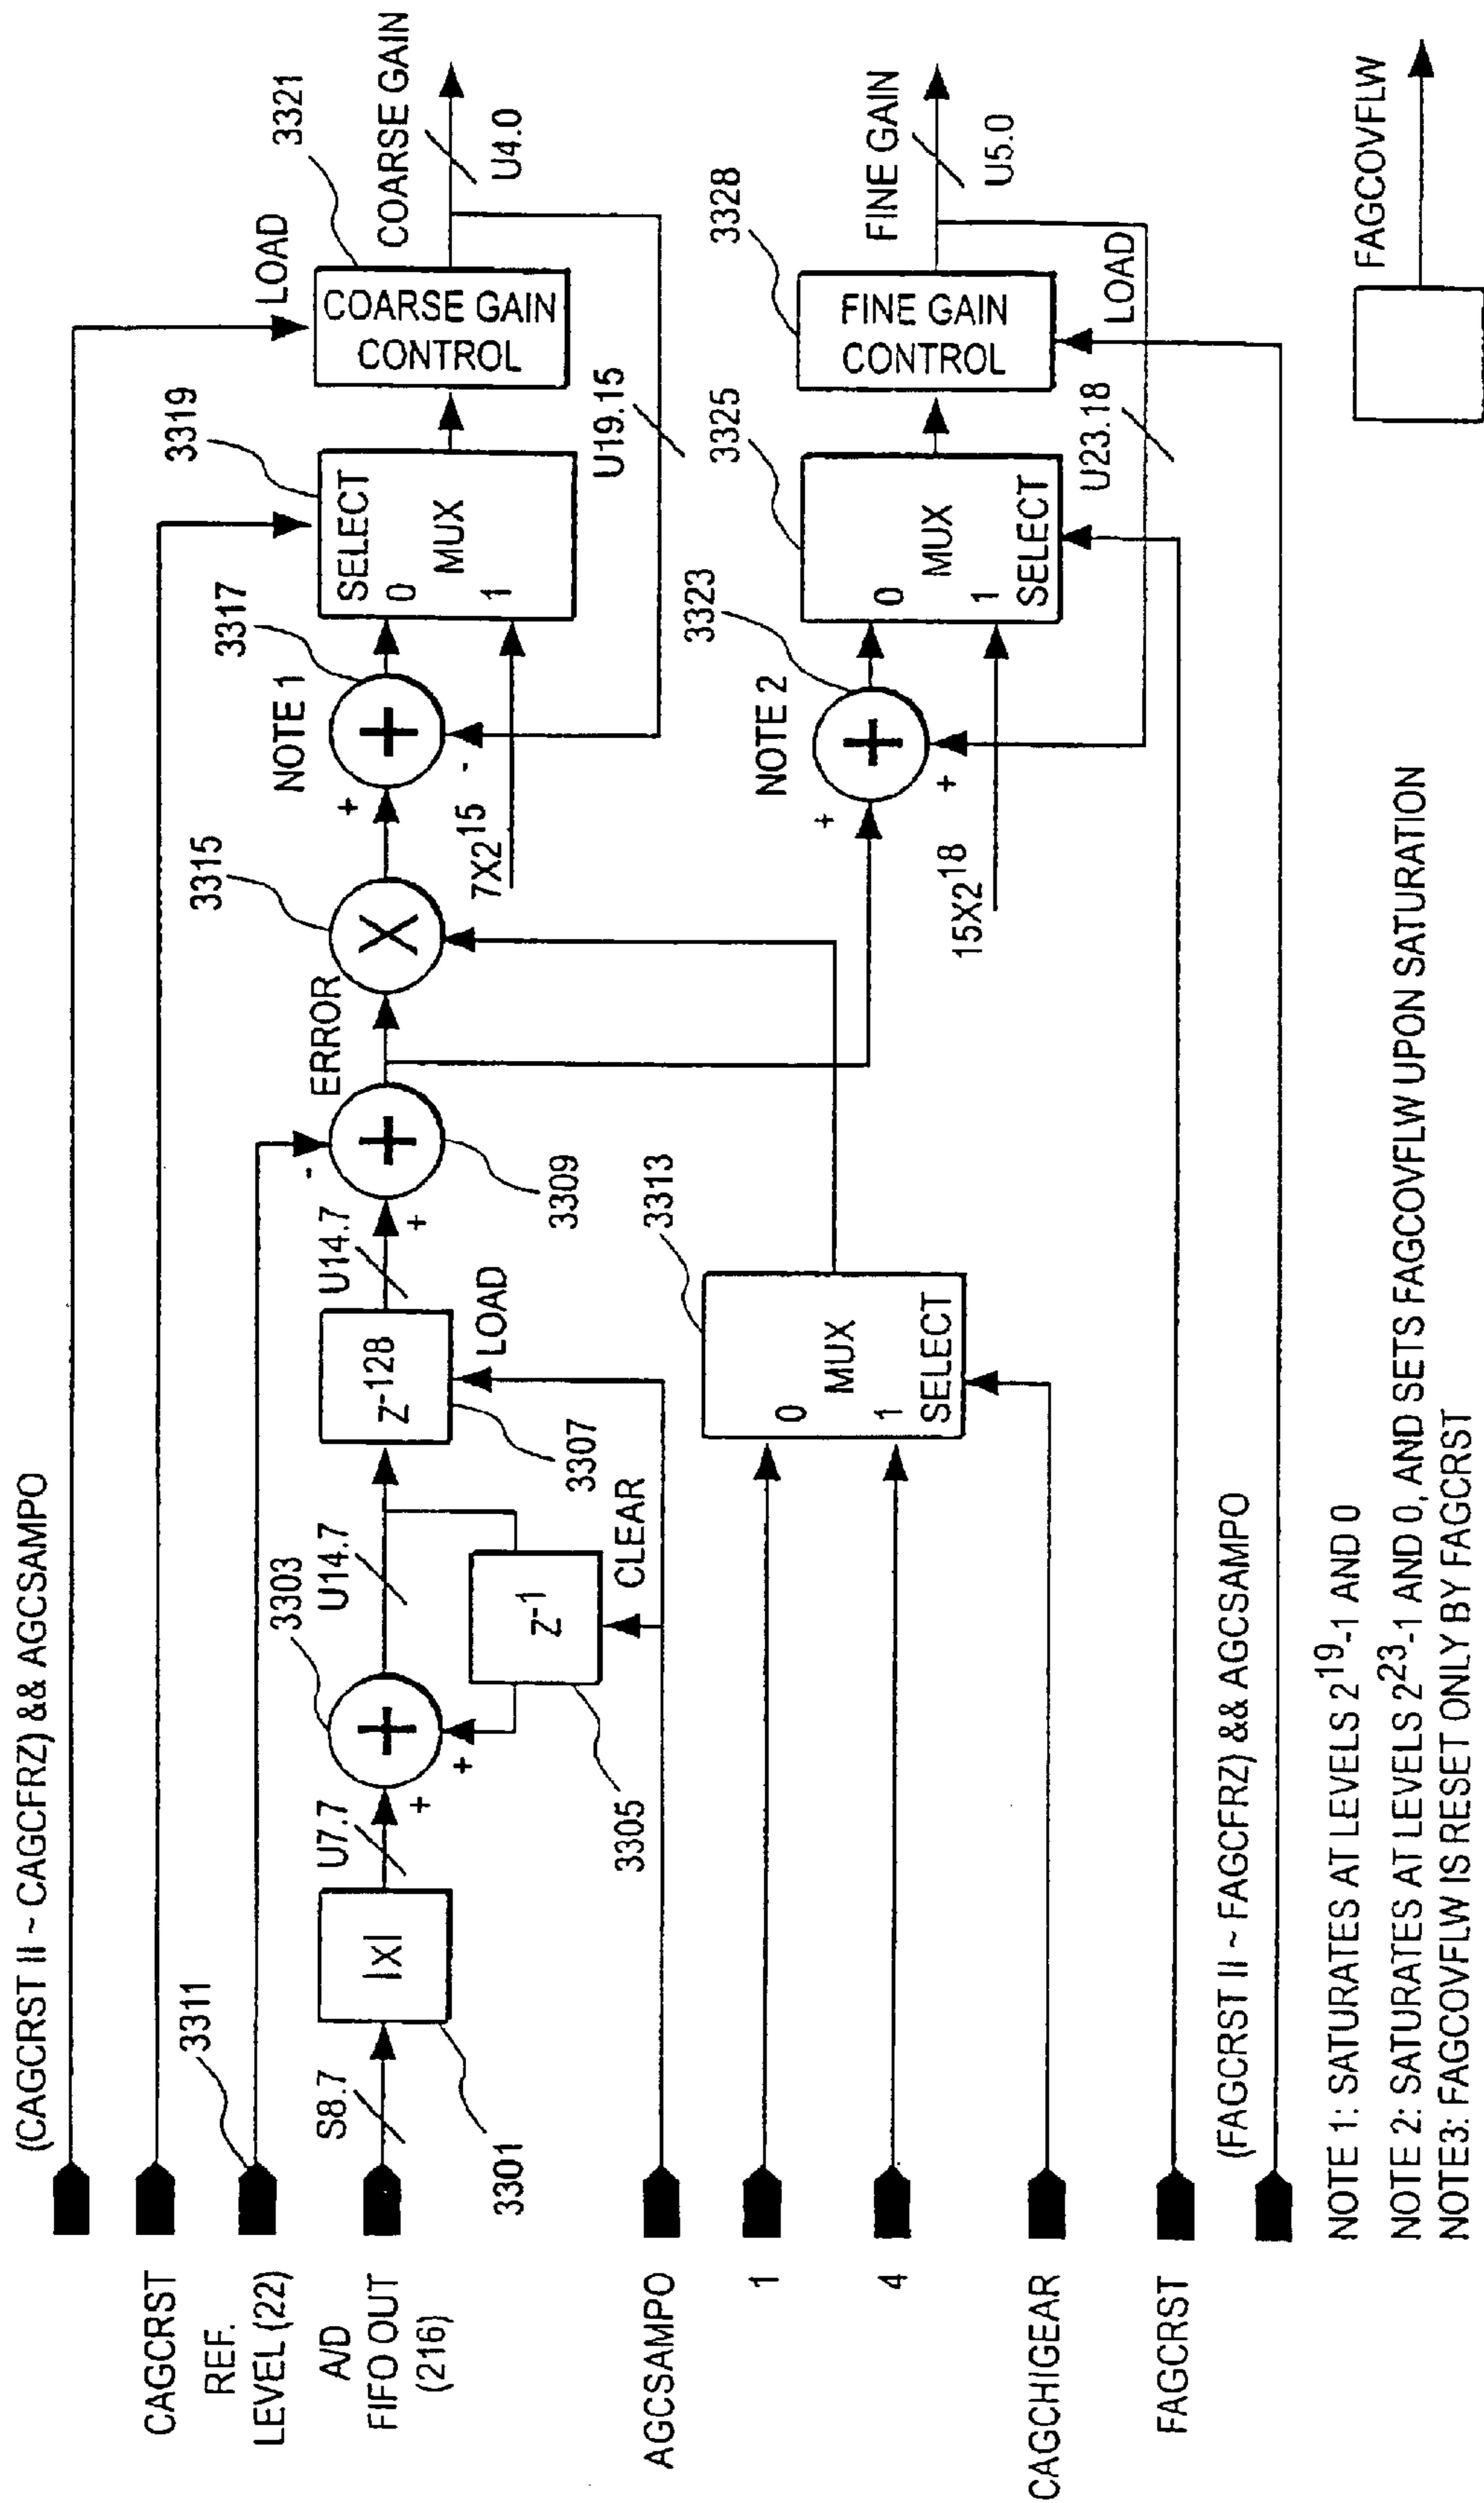 (CAGCRST II ~ CAGCFRZ) && AGCSAMPO
CAGCRST
REF.
LEVEL (22)
3311
A/D
FIFO OUT
(216)
S8.7
|X|
3301
U7.7
+
+
3303
+
U14.7
Z-1
3305
CLEAR
Z-128
3307
LOAD
U14.7
+
-
+
3309
ERROR
X
3315
+
NOTE 1
+
3317
-
7X2^15
SELECT
0
MUX
1
3319
LOAD
COARSE GAIN
CONTROL
3321
COARSE GAIN
U4.0
U19.15
AGCSAMPO
1
4
0
MUX
1
SELECT
3313
CAGCHIGEAR
+
NOTE 2
+
3323
+
15X2^18
0
MUX
1
SELECT
3325
FINE GAIN
CONTROL
3328
FINE GAIN
U5.0
LOAD
U23.18
FAGCRST
(FAGCRST II ~ FAGCFRZ) && AGCSAMPO
FAGCOVFLW
NOTE 1: SATURATES AT LEVELS 2^19-1 AND 0
NOTE 2: SATURATES AT LEVELS 2^23-1 AND 0, AND SETS FAGCOVFLW UPON SATURATION
NOTE3: FAGCOVFLW IS RESET ONLY BY FAGCRST